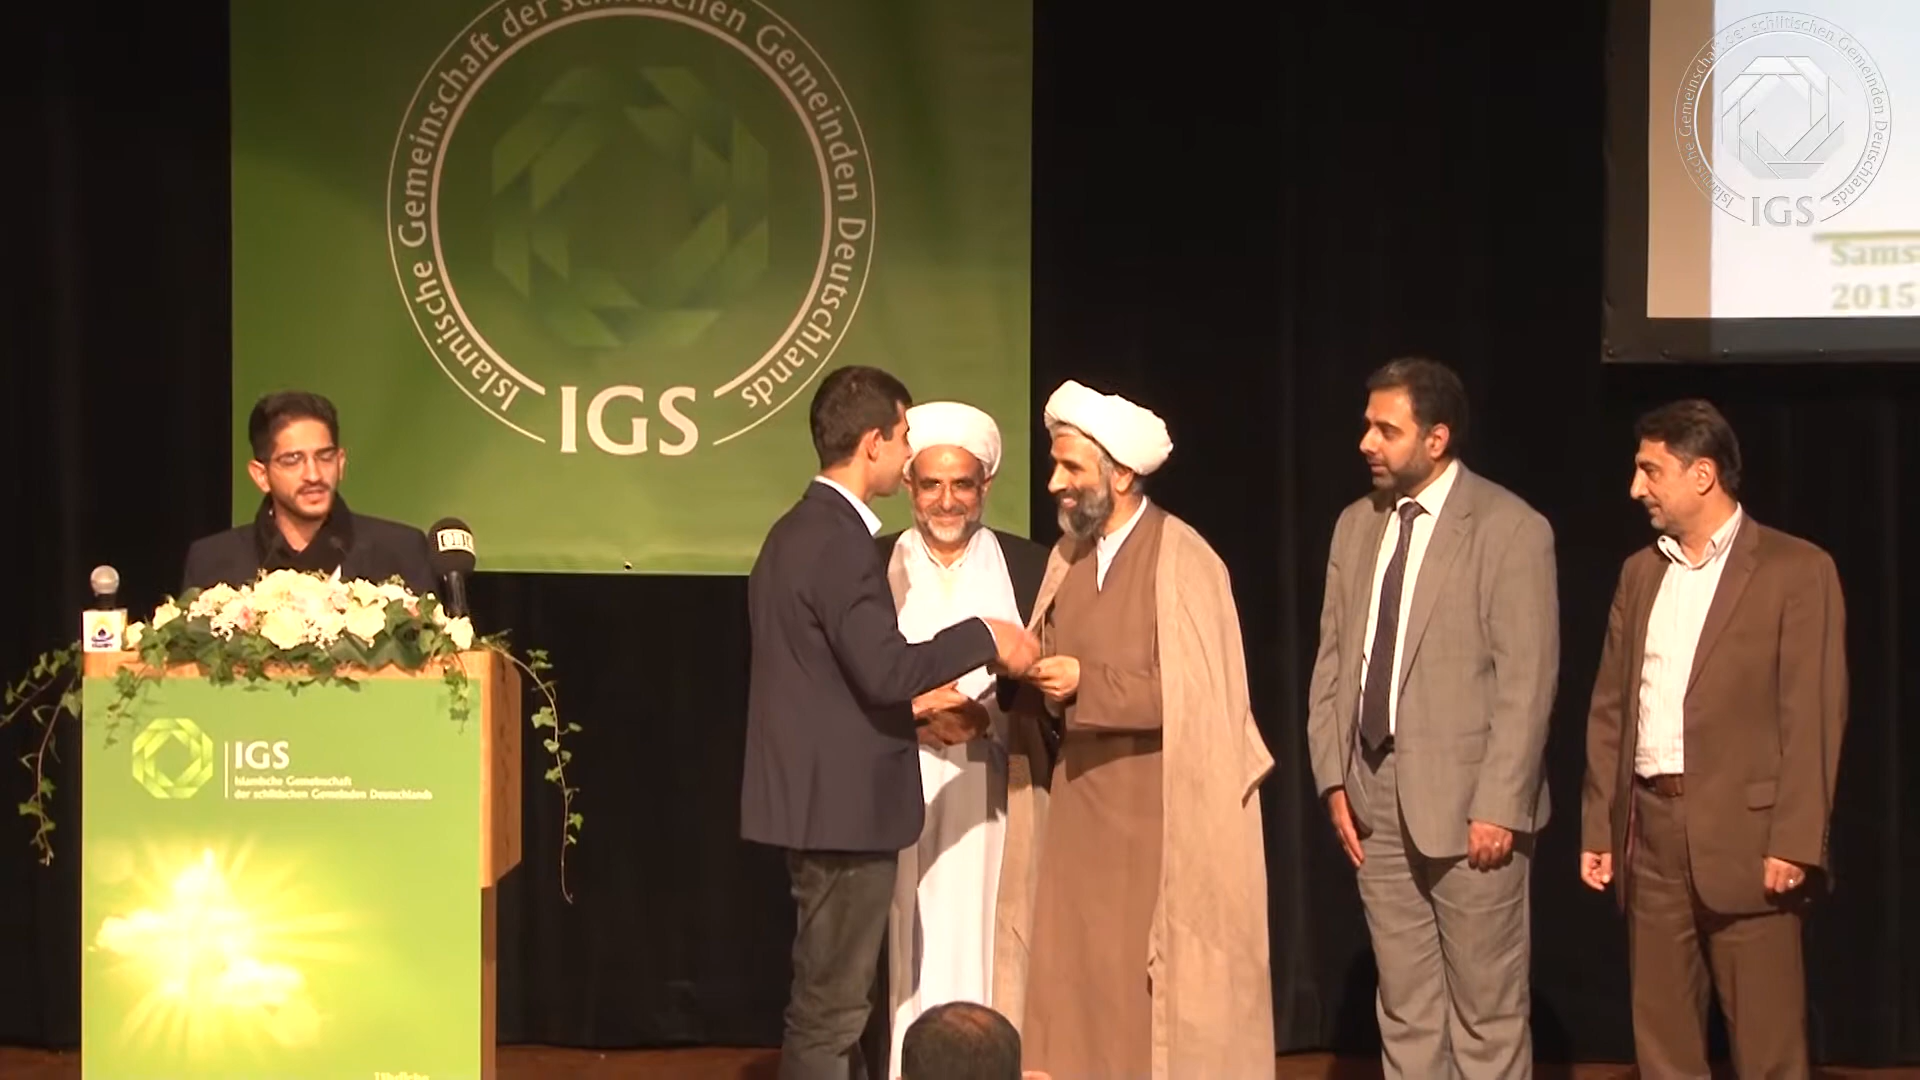 Islamische Gemeinschaft der schiitischen Gemeinden Deutschlands
IGS
Islamische Gemeinschaft der schiitischen Gemeinden Deutschlands
IGS
Sams
2015
IGS
Islamische Gemeinschaft
der schiitischen Gemeinden Deutschlands